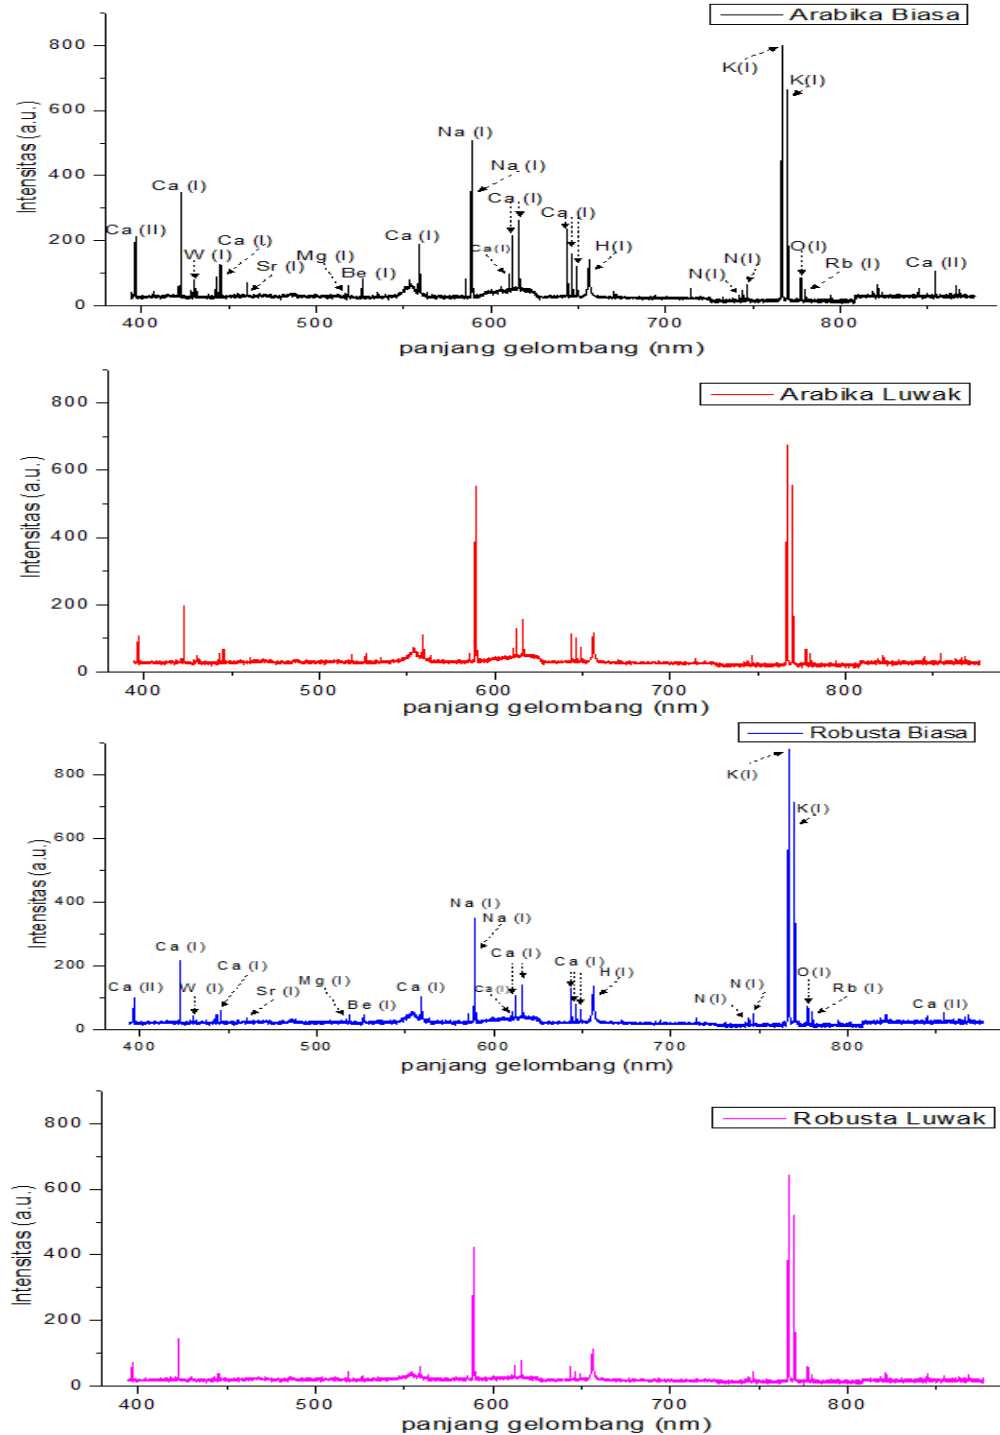 Arabika Biasa
Intensitas (a.u.)
800
600
400
200
0
K(I)
K(I)
Na (I)
Na (I)
Ca (I)
Ca (I)
Ca (I)
Ca (II)
W (I)
Ca (I)
Sr (I)
Mg (I)
Be (I)
Ca (I)
Ca (I)
H(I)
N(I)
N(I)
O(I)
Rb (I)
Ca (II)
400
500
600
700
800
panjang gelombang (nm)
Arabika Luwak
Intensitas (a.u.)
800
600
400
200
0
400
500
600
700
800
panjang gelombang (nm)
Robusta Biasa
Intensitas (a.u.)
800
600
400
200
0
K(I)
K(I)
Na (I)
Na (I)
Ca (I)
Ca (I)
Ca (I)
Ca (I)
Ca (II)
W (I)
Sr (I)
Mg (I)
Be (I)
Ca (I)
Ca (I)
H(I)
N(I)
N(I)
O(I)
Rb (I)
Ca (II)
400
500
600
700
800
panjang gelombang (nm)
Robusta Luwak
Intensitas (a.u.)
800
600
400
200
0
400
500
600
700
800
panjang gelombang (nm)